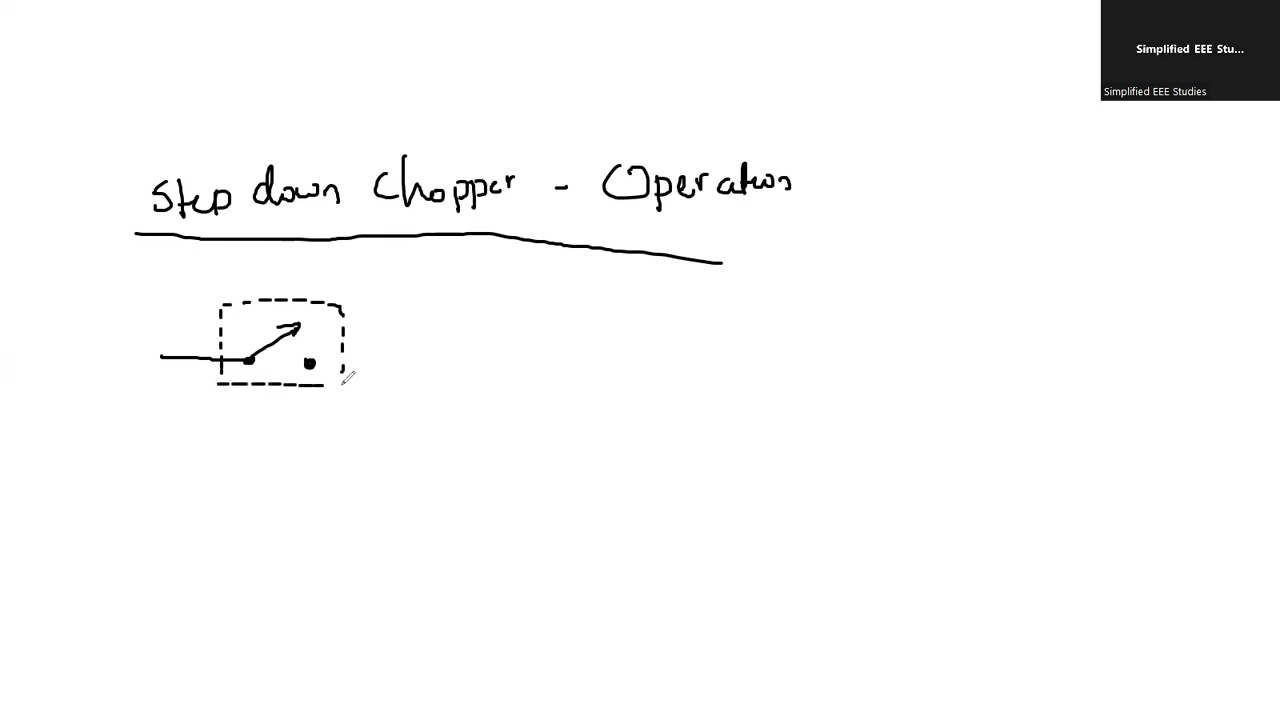 Simplified EEE Stu...
Simplified EEE Studies
Step down Chopper - Operation